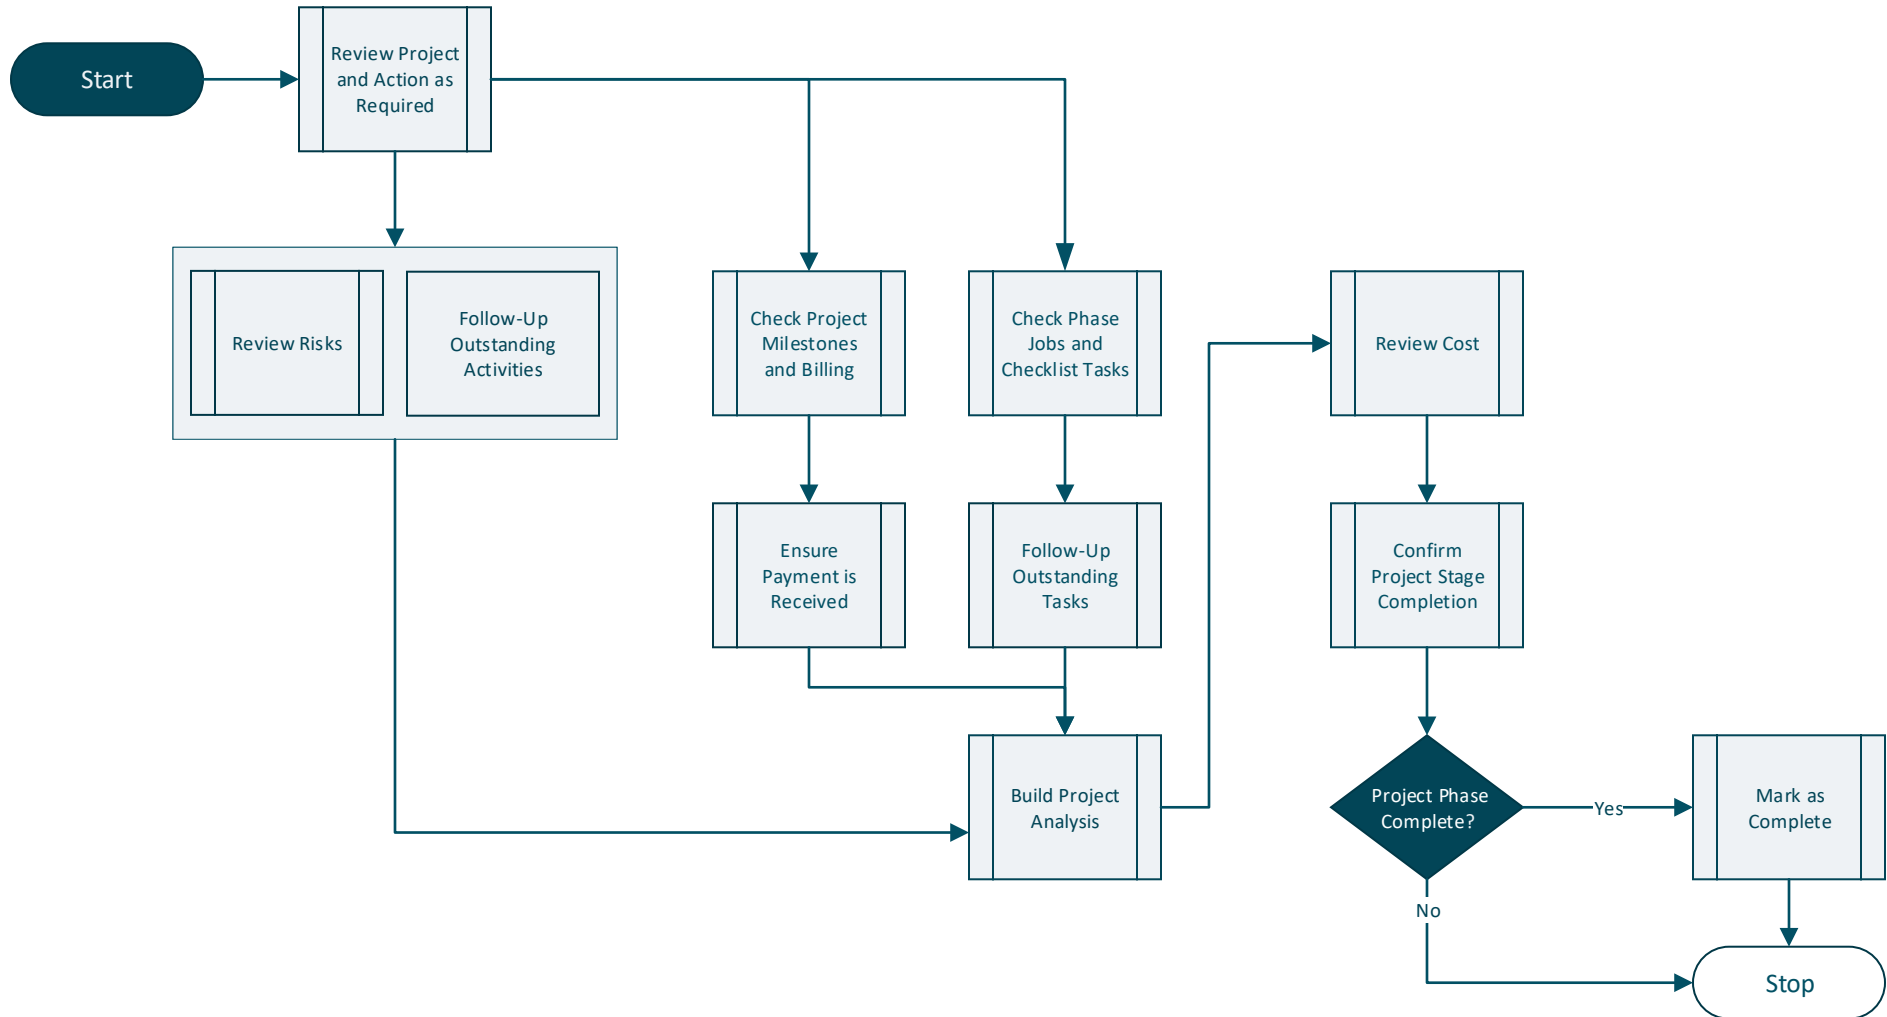 Start
Review Project
and Action as
Required
Review Risks
Follow-Up
Outstanding
Activities
Check Project
Milestones
and Billing
Check Phase
Jobs and
Checklist Tasks
Review Cost
Ensure
Payment is
Received
Follow-Up
Outstanding
Tasks
Confirm
Project Stage
Completion
Build Project
Analysis
Project Phase
Complete?
Yes
Mark as
Complete
No
Stop